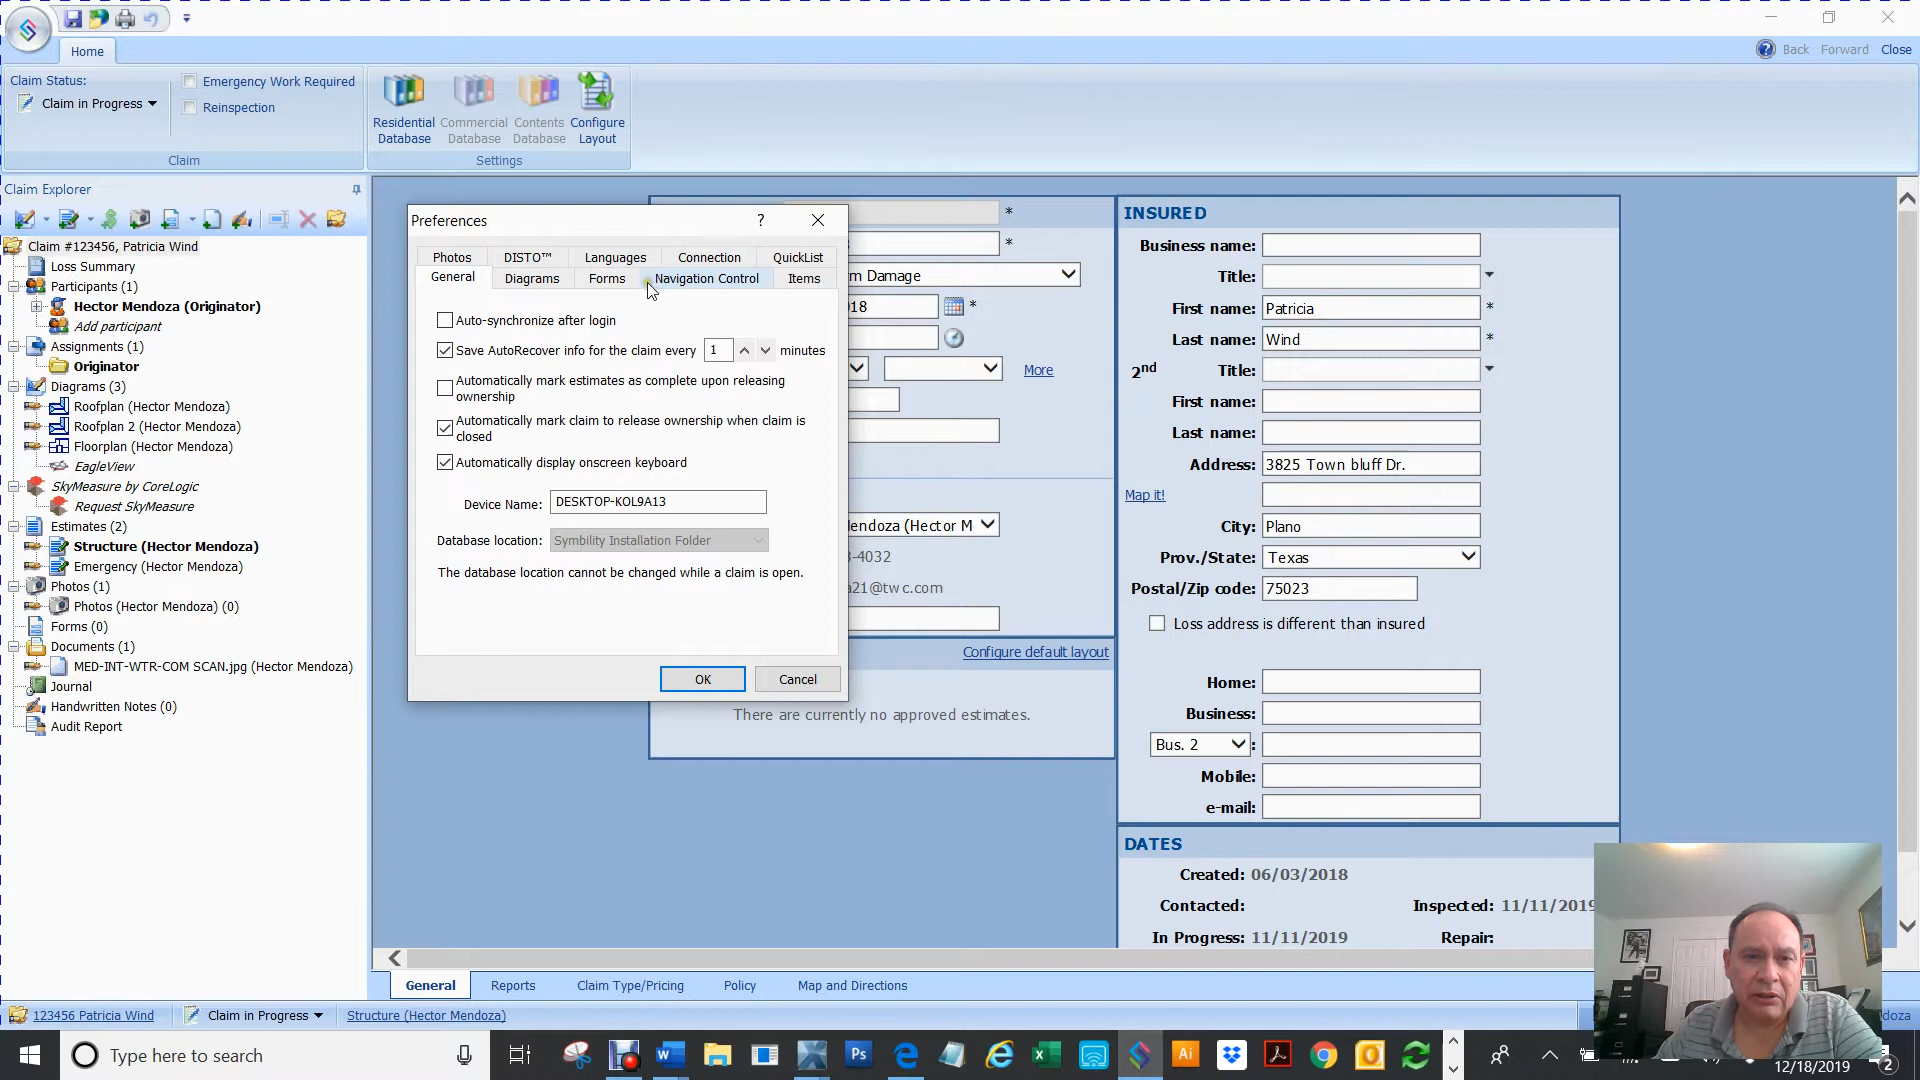 Home
Back Forward Close
Claim Status:
Claim in Progress
Emergency Work Required
Reinspection
Claim
Residential Database
Commercial Database
Contents Database
Configure Layout
Settings
Claim Explorer
Claim #123456, Patricia Wind
Loss Summary
Participants (1)
Hector Mendoza (Originator)
Add participant
Assignments (1)
Originator
Diagrams (3)
Roofplan (Hector Mendoza)
Roofplan 2 (Hector Mendoza)
Floorplan (Hector Mendoza)
EagleView
SkyMeasure by CoreLogic
Request SkyMeasure
Estimates (2)
Structure (Hector Mendoza)
Emergency (Hector Mendoza)
Photos (1)
Photos (Hector Mendoza) (0)
Forms (0)
Documents (1)
MED-INT-WTR-COM SCAN.jpg (Hector Mendoza)
Journal
Handwritten Notes (0)
Audit Report
Preferences
?
Photos DISTO™ Languages Connection QuickList
General Diagrams Forms Navigation Control Items
Auto-synchronize after login
Save AutoRecover info for the claim every 1 minutes
Automatically mark estimates as complete upon releasing
ownership
Automatically mark claim to release ownership when claim is
closed
Automatically display onscreen keyboard
Device Name: DESKTOP-KOL9A13
Database location: Symbility Installation Folder
The database location cannot be changed while a claim is open.
OK Cancel
*
*
m Damage
18 *
More
endoza (Hector M
3-4032
a21@twc.com
Configure default layout
There are currently no approved estimates.
INSURED
Business name:
Title:
First name: Patricia *
Last name: Wind *
2nd Title:
First name:
Last name:
Address: 3825 Town bluff Dr.
Map it!
City: Plano
Prov./State: Texas
Postal/Zip code: 75023
Loss address is different than insured
Home:
Business:
Bus. 2 :
Mobile:
e-mail:
DATES
Created: 06/03/2018
Contacted: Inspected: 11/11/2019
In Progress: 11/11/2019 Repair:
General Reports Claim Type/Pricing Policy Map and Directions
123456 Patricia Wind Claim in Progress Structure (Hector Mendoza)
doza
Type here to search
12/18/2019
2